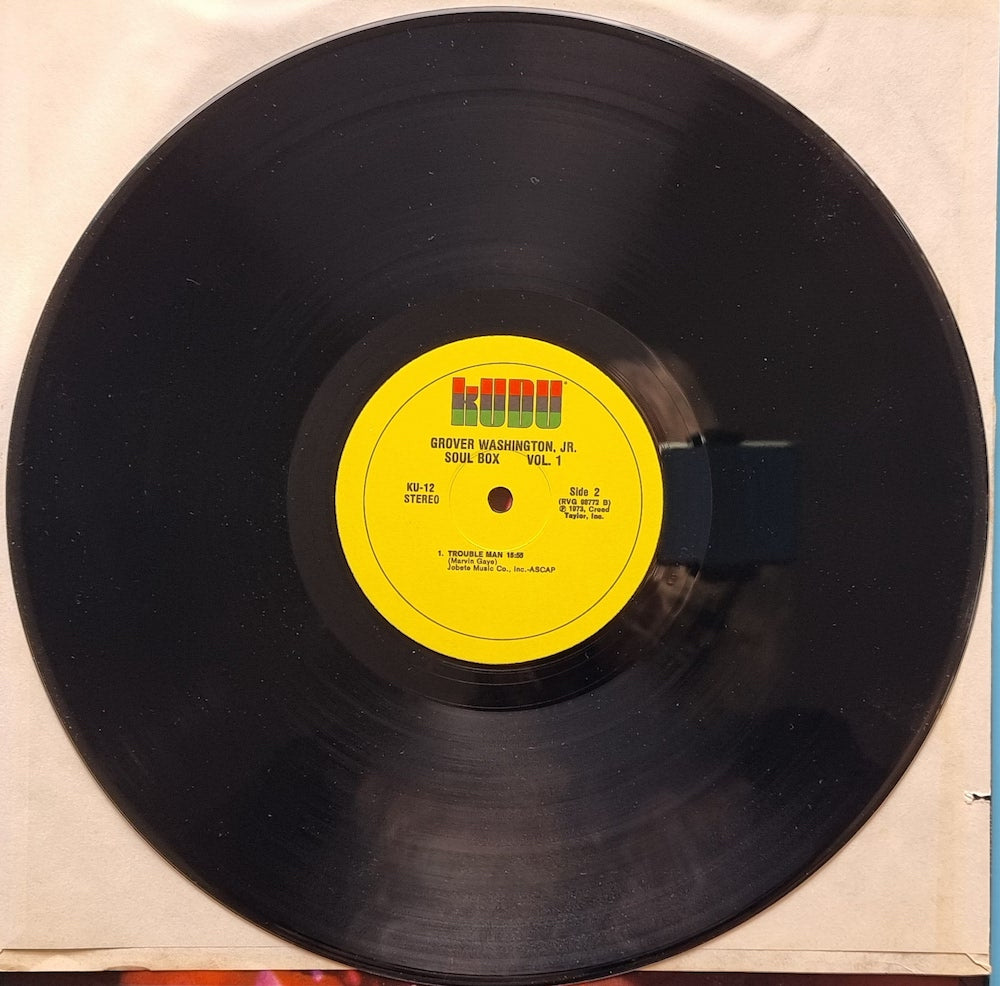 kUDU
GROVER WASHINGTON, JR.
SOUL BOX VOL. 1
KU-12
STEREO
Side 2
(RVG 98772 B)
℗ 1973, Creed
Taylor, Inc.
1. TROUBLE MAN 15:55
(Marvin Gaye)
Jobete Music Co., Inc.-ASCAP